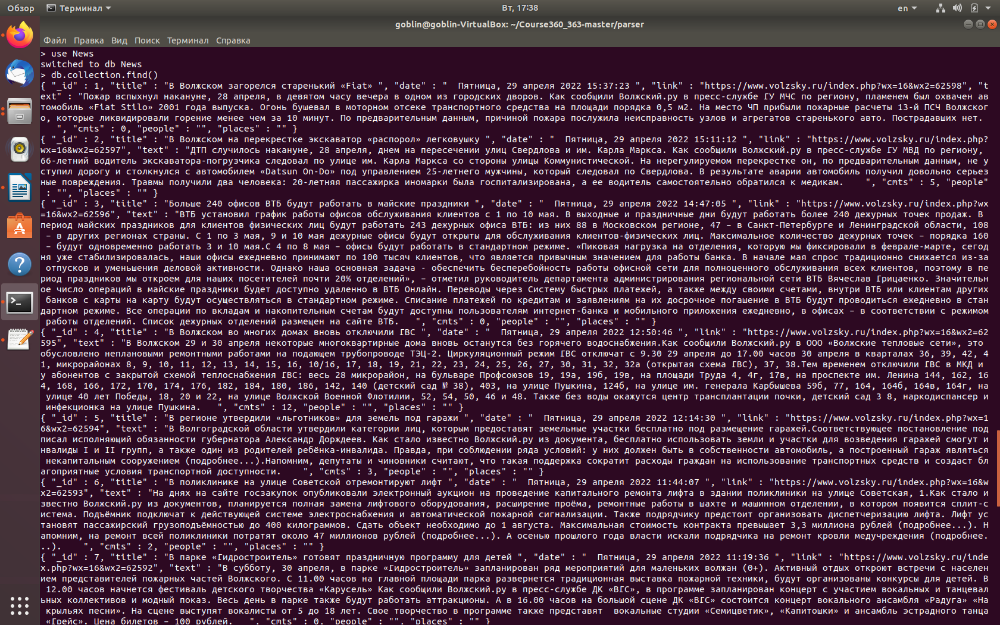 Обзор Терминал Вт, 17:38 en
goblin@goblin-VirtualBox: ~/Course360_363-master/parser
Файл Правка Вид Поиск Терминал Справка
> use News
switched to db News
> db.collection.find()
{ "_id" : 1, "title" : "В Волжском загорелся старенький «Fiat» ", "date" : "  Пятница, 29 апреля 2022 15:37:23 ", "link" : "https://www.volzsky.ru/index.php?wx=16&wx2=62598", "t
ext" : "Пожар вспыхнул накануне, 28 апреля, в девятом часу вечера в одном из городских дворов. Как сообщили Волжский.ру в пресс-службе ГУ МЧС по региону, пламенем был охвачен ав
томобиль «Fiat Stilo» 2001 года выпуска. Огонь бушевал в моторном отсеке транспортного средства на площади порядка 0,5 м2. На место ЧП прибыли пожарные расчеты 13-й ПСЧ Волжског
о, которые ликвидировали горение менее чем за 10 минут. По предварительным данным, причиной пожара послужила неисправность узлов и агрегатов старенького авто. Пострадавших нет.
   ", "cmts" : 0, "people" : "", "places" : "" }
{ "_id" : 2, "title" : "В Волжском на перекрестке экскаватор «распорол» легковушку ", "date" : "  Пятница, 29 апреля 2022 15:11:12 ", "link" : "https://www.volzsky.ru/index.php?
wx=16&wx2=62597", "text" : "ДТП случилось накануне, 28 апреля, днем на пересечении улиц Свердлова и им. Карла Маркса. Как сообщили Волжский.ру в пресс-службе ГУ МВД по региону,
66-летний водитель экскаватора-погрузчика следовал по улице им. Карла Маркса со стороны улицы Коммунистической. На нерегулируемом перекрестке он, по предварительным данным, не у
ступил дорогу и столкнулся с автомобилем «Datsun On-Do» под управлением 25-летнего мужчины, который следовал по Свердлова. В результате аварии автомобиль получил довольно серьез
ные повреждения. Травмы получили два человека: 20-летняя пассажирка иномарки была госпитализирована, а ее водитель самостоятельно обратился к медикам.    ", "cmts" : 5, "people"
 : "", "places" : "" }
{ "_id" : 3, "title" : "Больше 240 офисов ВТБ будут работать в майские праздники ", "date" : "  Пятница, 29 апреля 2022 14:47:05 ", "link" : "https://www.volzsky.ru/index.php?wx
=16&wx2=62596", "text" : "ВТБ установил график работы офисов обслуживания клиентов с 1 по 10 мая. В выходные и праздничные дни будут работать более 240 дежурных точек продаж. В
период майских праздников для клиентов физических лиц будут работать 243 дежурных офиса ВТБ: из них 88 в Московском регионе, 47 – в Санкт-Петербурге и Ленинградской области, 108
 – в других регионах страны. С 1 по 3 мая, 9 и 10 мая дежурные офисы будут открыты для обслуживания клиентов-физических лиц. Максимальное количество дежурных точек – порядка 160
 – будут одновременно работать 3 и 10 мая.С 4 по 8 мая – офисы будут работать в стандартном режиме. «Пиковая нагрузка на отделения, которую мы фиксировали в феврале-марте, сегод
ня уже стабилизировалась, наши офисы ежедневно принимают по 100 тысяч клиентов, что является привычным значением для работы банка. В начале мая спрос традиционно снижается из-за
 отпусков и уменьшения деловой активности. Однако наша основная задача - обеспечить бесперебойность работы офисной сети для полноценного обслуживания всех клиентов, поэтому в пе
риод праздников мы откроем для наших посетителей почти 20% отделений», – отметил руководитель департамента администрирования региональной сети ВТБ Вячеслав Грицаенко. Значительн
ое число операций в майские праздники будет доступно удаленно в ВТБ Онлайн. Переводы через Систему быстрых платежей, а также между своими счетами, внутри ВТБ или клиентам других
 банков с карты на карту будут осуществляться в стандартном режиме. Списание платежей по кредитам и заявлениям на их досрочное погашение в ВТБ будут проводиться ежедневно в стан
дартном режиме. Все операции по вкладам и накопительным счетам будут доступны пользователям интернет-банка и мобильного приложения ежедневно, в офисах – в соответствии с режимом
 работы отделений. Список дежурных отделений размещен на сайте ВТБ.   ", "cmts" : 0, "people" : "", "places" : "" }
{ "_id" : 4, "title" : "В Волжском во многих домах вновь отключили ГВС ", "date" : "  Пятница, 29 апреля 2022 12:50:46 ", "link" : "https://www.volzsky.ru/index.php?wx=16&wx2=62
595", "text" : "В Волжском 29 и 30 апреля некоторые многоквартирные дома вновь останутся без горячего водоснабжения.Как сообщили Волжский.ру в ООО «Волжские тепловые сети», это
обусловлено неплановыми ремонтными работами на подающем трубопроводе ТЭЦ-2. Циркуляционный режим ГВС отключат с 9.30 29 апреля до 17.00 часов 30 апреля в кварталах 36, 39, 42, 4
1, микрорайонах 8, 9, 10, 11, 12, 13, 14, 15, 16, 10/16, 17, 18, 19, 21, 22, 23, 24, 25, 26, 27, 30, 31, 32, 32а (открытая схема ГВС), 37, 38.Тем временем отключили ГВС в МКД и
у абонентов с закрытой схемой теплоснабжения ГВС: весь 28 микрорайон, на бульваре Профсоюзов 19, 19а, 19б, 19в, на площади Труда 4, 4г, 17в, на проспекте им. Ленина 144, 162, 16
4, 168, 166, 172, 170, 174, 176, 182, 184, 180, 186, 142, 140 (детский сад № 38), 403, на улице Пушкина, 124б, на улице им. генерала Карбышева 59б, 77, 164, 164б, 164в, 164г, на
 улице 40 лет Победы, 18, 20 и 22, на улице Волжской Военной Флотилии, 52, 54, 50, 46 и 48. Также без воды окажутся центр трансплантации почки, детский сад З 8, наркодиспансер и
 инфекционка на улице Пушкина.   ", "cmts" : 12, "people" : "", "places" : "" }
{ "_id" : 5, "title" : "В регионе утвердили «льготников» для земель под гаражи ", "date" : "  Пятница, 29 апреля 2022 12:14:30 ", "link" : "https://www.volzsky.ru/index.php?wx=1
6&wx2=62594", "text" : "В Волгоградской области утвердили категории лиц, которым предоставят земельные участки бесплатно под размещение гаражей.Соответствующее постановление под
писал исполняющий обязанности губернатора Александр Дорждеев. Как стало известно Волжский.ру из документа, бесплатно использовать земли и участки для возведения гаражей смогут и
нвалиды I и II групп, а также один из родителей ребёнка-инвалида. Правда, при соблюдении ряда условий: у них должен быть в собственности автомобиль, а построенный гараж являться
 некапитальным сооружением (подробнее...).Напомним, депутаты и чиновники считают, что такая поддержка сократит расходы граждан на использование транспортных средств и создаст бл
агоприятные условия транспортной доступности.    ", "cmts" : 3, "people" : "", "places" : "" }
{ "_id" : 6, "title" : "В поликлинике на улице Советской отремонтируют лифт ", "date" : "  Пятница, 29 апреля 2022 11:44:07 ", "link" : "https://www.volzsky.ru/index.php?wx=16&w
x2=62593", "text" : "На днях на сайте госзакупок опубликовали электронный аукцион на проведение капитального ремонта лифта в здании поликлиники на улице Советская, 1.Как стало и
звестно Волжский.ру из документов, планируется полная замена лифтового оборудования, расширение проёма, ремонтные работы в шахте и машинном отделении, в котором появится сплит-с
истема. Подъёмник подключат к действующей системе электроснабжения и автоматической пожарной сигнализации. Также подрядчику предстоит организовать диспетчеризацию лифта. Лифт ус
тановят пассажирский грузоподъёмностью до 400 килограммов. Сдать объект необходимо до 1 августа. Максимальная стоимость контракта превышает 3,3 миллиона рублей (подробнее...). Н
апомним, на ремонт всей поликлиники потратят около 47 миллионов рублей (подробнее...). А осенью прошлого года власти искали подрядчика на ремонт кровли медучреждения (подробнее.
..).    ", "cmts" : 2, "people" : "", "places" : "" }
{ "_id" : 7, "title" : "В парке «Гидростроитель» готовят праздничную программу для детей ", "date" : "  Пятница, 29 апреля 2022 11:19:36 ", "link" : "https://www.volzsky.ru/inde
x.php?wx=16&wx2=62592", "text" : "В субботу, 30 апреля, в парке «Гидростроитель» запланирован ряд мероприятий для маленьких волжан (0+). Активный отдых откроют встречи с населен
ием представителей пожарных частей Волжского. С 11.00 часов на главной площади парка развернется традиционная выставка пожарной техники, будут организованы конкурсы для детей. В
 12.00 часов начнется фестиваль детского творчества «Карусель» Как сообщили Волжский.ру в пресс-службе ДК «ВГС», в программе запланирован концерт с участием вокальных и танцевал
ьных коллективов и модный показ. Весь день в парке также будут работать аттракционы. А в 16.00 часов на большой сцене ДК «ВГС» состоится концерт вокального ансамбля «Радуга» «На
 крыльях песни». На сцене выступят вокалисты от 5 до 18 лет. Свое творчество в программе также представят  вокальные студии «Семицветик», «Капитошки» и ансамбль эстрадного танца
 «Грейс». Цена билетов – 100 рублей.   ", "cmts" : 0, "people" : "", "places" : "" }